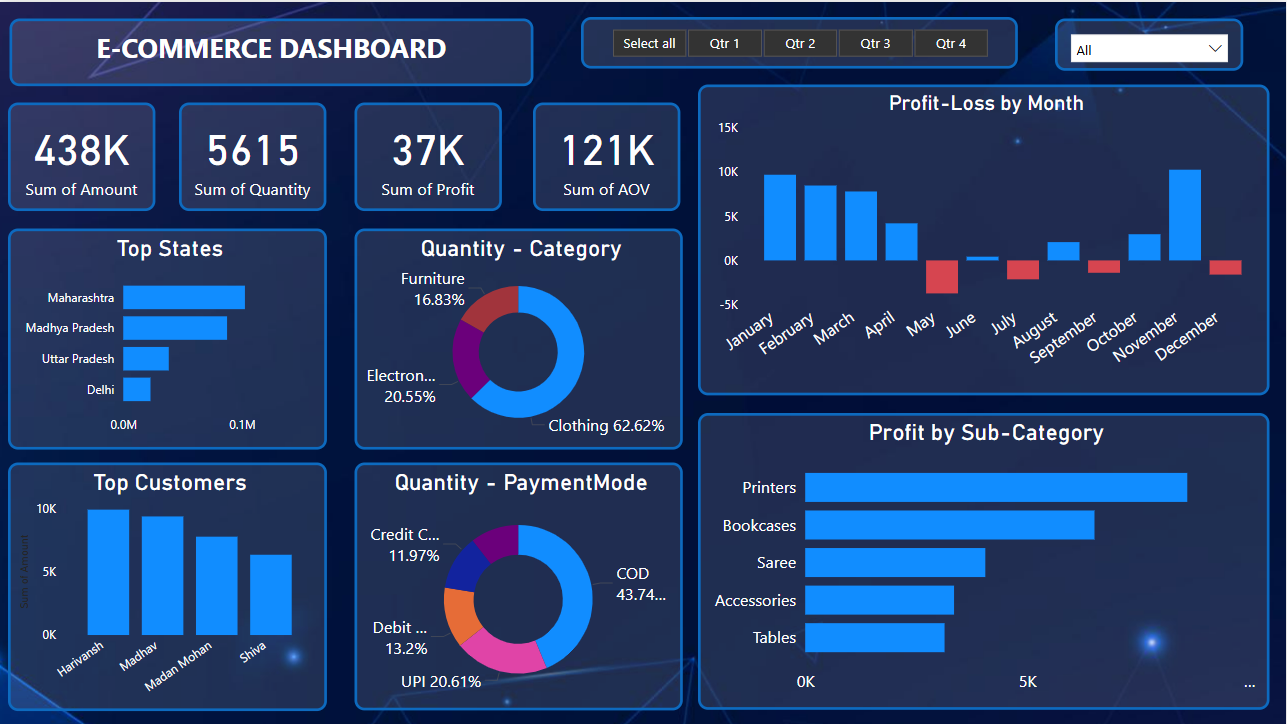 E-COMMERCE DASHBOARD
Select all
Qtr 1
Qtr 2
Qtr 3
Qtr 4
All
438K
Sum of Amount
5615
Sum of Quantity
37K
Sum of Profit
121K
Sum of AOV
Profit-Loss by Month
15K
10K
5K
0K
-5K
January
February
March
April
May
June
July
August
September
October
November
December
Top States
Maharashtra
Madhya Pradesh
Uttar Pradesh
Delhi
0.0M
0.1M
Quantity - Category
Furniture
16.83%
Electron...
20.55%
Clothing 62.62%
Top Customers
Sum of Amount
10K
5K
0K
Harivansh
Madhav
Madan Mohan
Shiva
Quantity - PaymentMode
Credit C...
11.97%
Debit ...
13.2%
UPI 20.61%
COD
43.74...
Profit by Sub-Category
Printers
Bookcases
Saree
Accessories
Tables
0K
5K
...